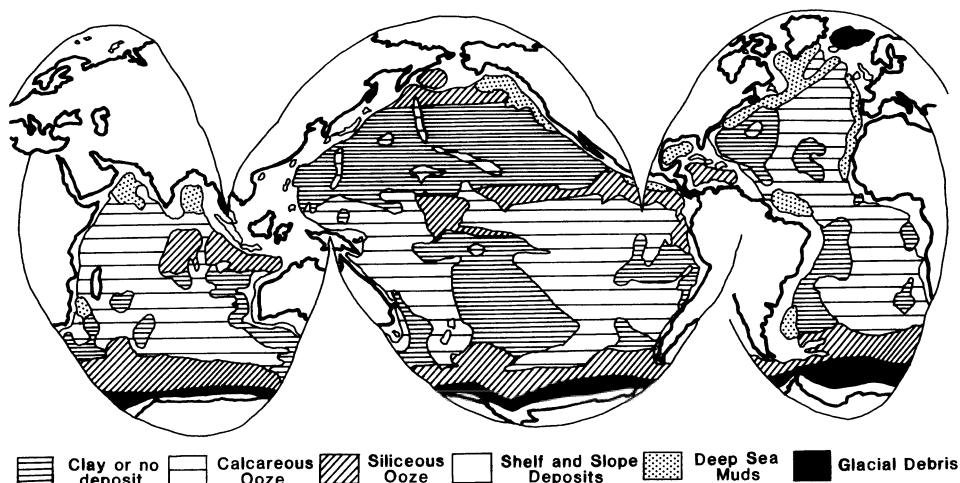 Clay or no
deposit
Calcareous
Ooze
Siliceous
Ooze
Shelf and Slope
Deposits
Deep Sea
Muds
Glacial Debris